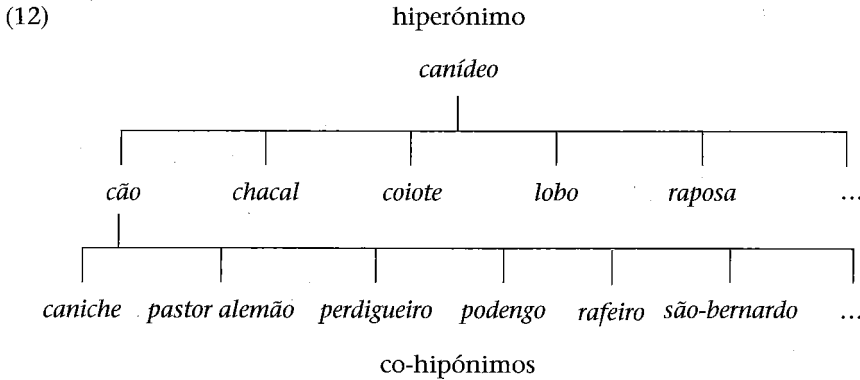 (12) hiperónimo
canídeo
cão chacal coiote lobo raposa ...
caniche pastor alemão perdigueiro podengo rafeiro são-bernardo ...
co-hipónimos